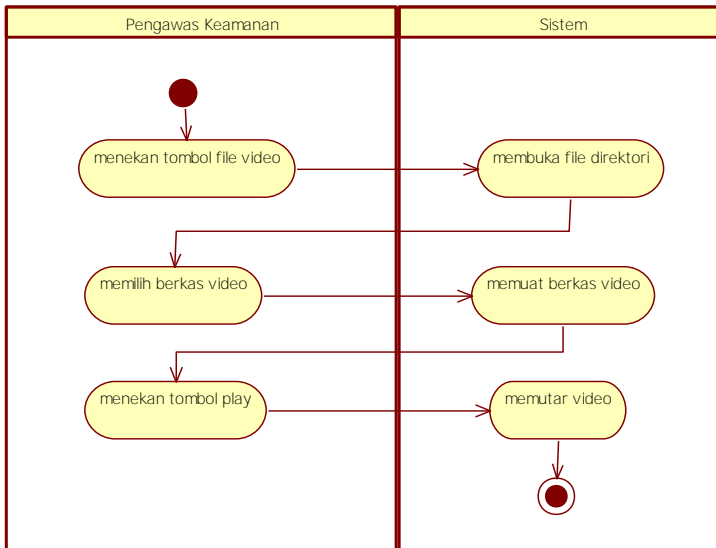 Pengawas Keamanan
Sistem
menekan tombol file video
membuka file direktori
memilih berkas video
memuat berkas video
menekan tombol play
memutar video